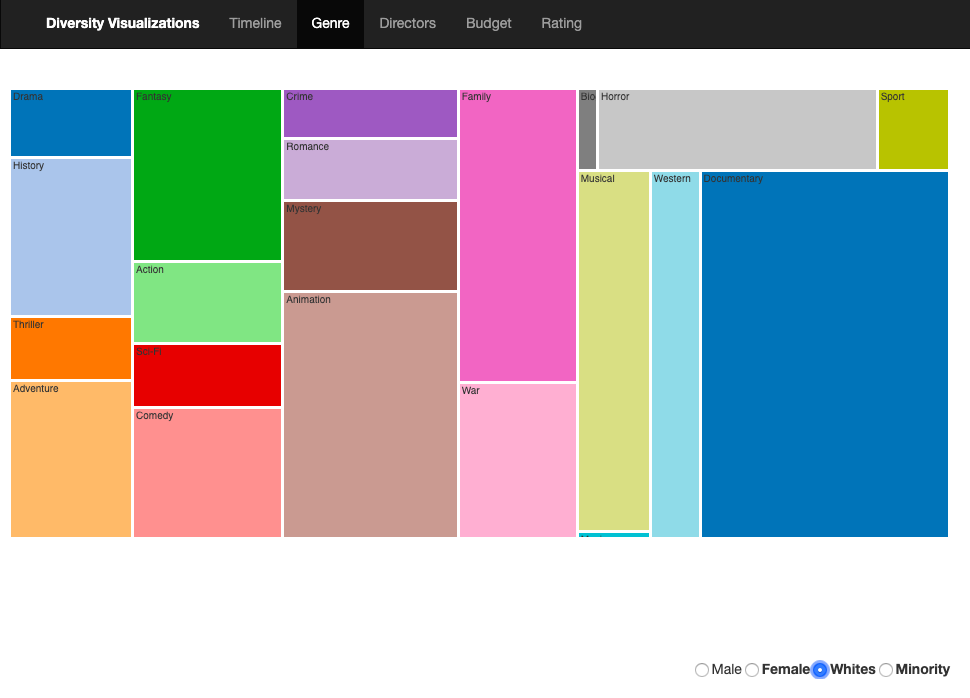 Diversity Visualizations Timeline Genre Directors Budget Rating
Drama
History
Thriller
Adventure
Fantasy
Action
Sci-Fi
Comedy
Crime
Romance
Mystery
Animation
Family
War
Bio
Horror
Sport
Musical
Western
Documentary
Male Female Whites Minority